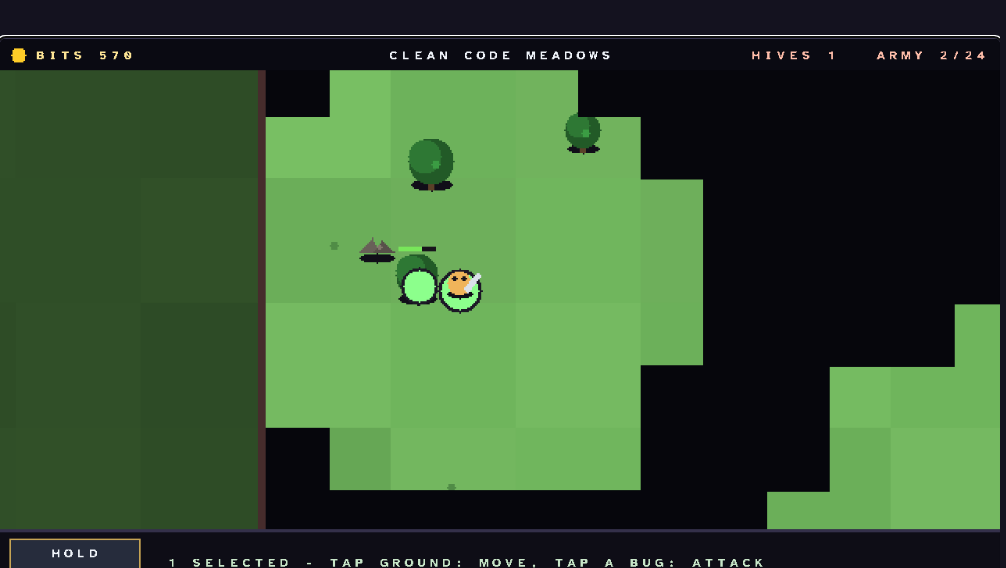 BITS 570
CLEAN CODE MEADOWS
HIVES 1
ARMY 2/24
HOLD
1 SELECTED - TAP GROUND: MOVE, TAP A BUG: ATTACK